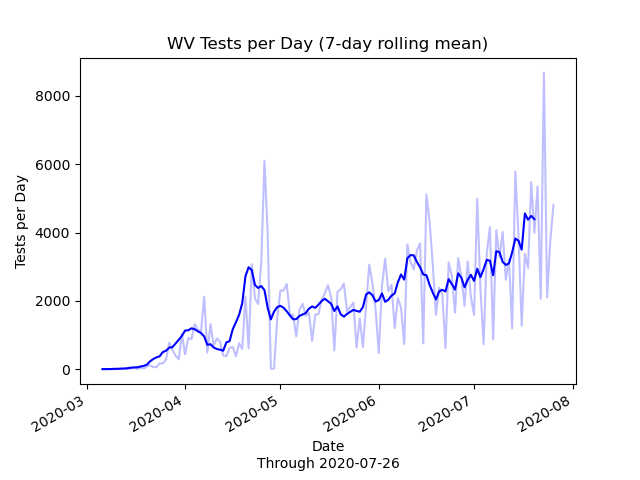 WV Tests per Day (7-day rolling mean)
Tests per Day
8000
6000
4000
2000
0
2020-03
2020-04
2020-05
2020-06
2020-07
2020-08
Date
Through 2020-07-26